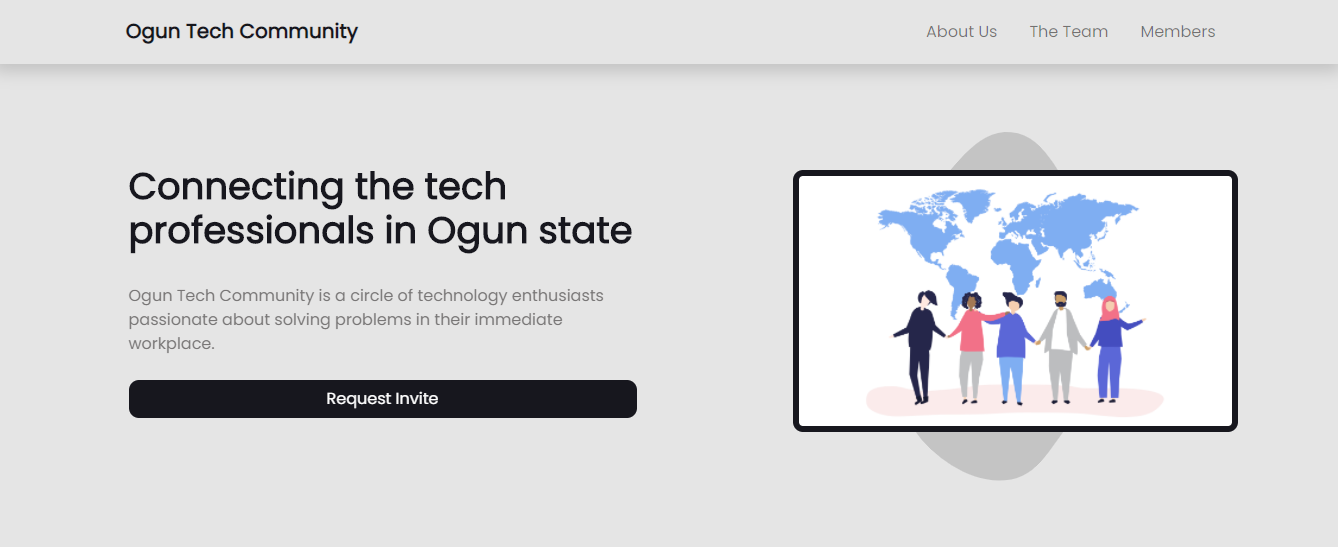 Ogun Tech Community
About Us
The Team
Members
Connecting the tech
professionals in Ogun state
Ogun Tech Community is a circle of technology enthusiasts
passionate about solving problems in their immediate
workplace.
Request Invite